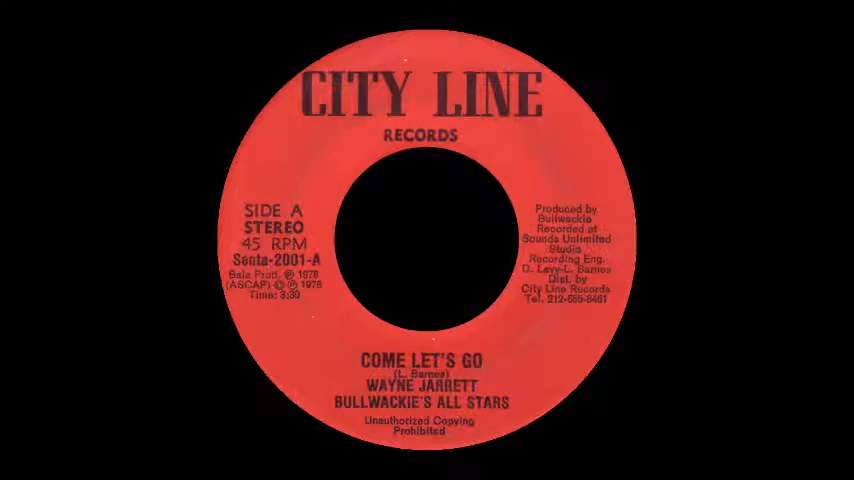 CITY LINE
RECORDS
SIDE A
STEREO
45 RPM
Senta-2001-A
Bala Prod. ℗ 1978
(ASCAP) © ℗ 1978
Time: 3:30
Produced by
Bullwackie
Recorded at
Sounds Unlimited
Studio
Recording Eng.
D. Levy-L. Barnes
Dist. by
City Line Records
Tel. 212-655-8461
COME LET'S GO
(L. Barnes)
WAYNE JARRETT
BULLWACKIE'S ALL STARS
Unauthorized Copying
Prohibited